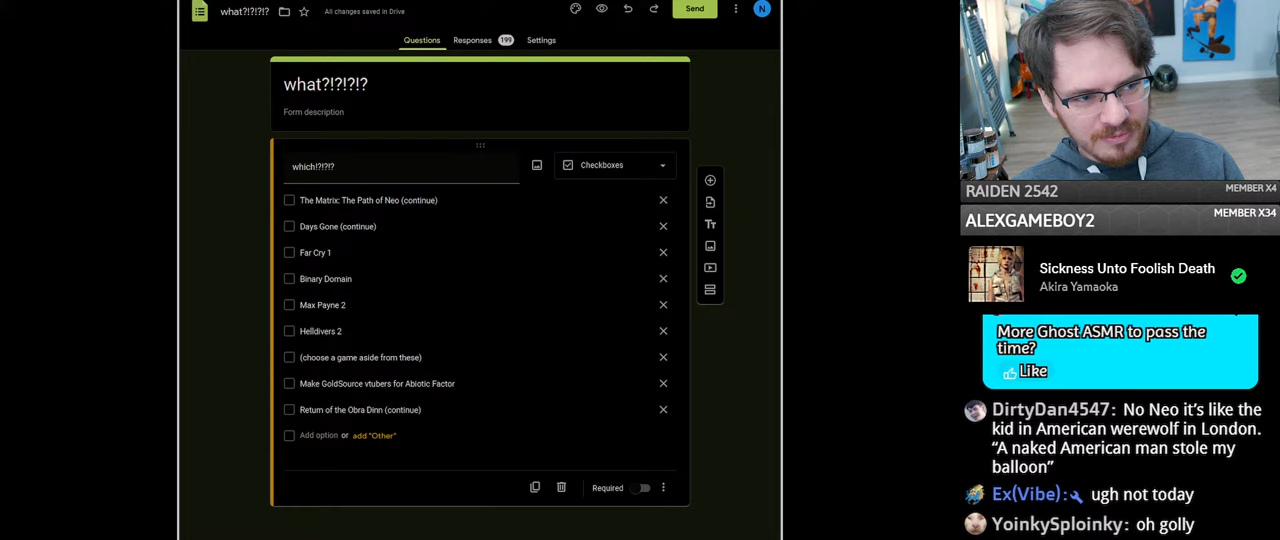 what?!?!?!?
All changes saved in Drive
Send
N
Questions
Responses 199
Settings
what?!?!?!?
Form description
which!?!?!?
Checkboxes
The Matrix: The Path of Neo (continue)
Days Gone (continue)
Far Cry 1
Binary Domain
Max Payne 2
Helldivers 2
(choose a game aside from these)
Make GoldSource vtubers for Abiotic Factor
Return of the Obra Dinn (continue)
Add option or add "Other"
Required
RAIDEN 2542
MEMBER X4
ALEXGAMEBOY2
MEMBER X34
Sickness Unto Foolish Death
Akira Yamaoka
More Ghost ASMR to pass the
time?
Like
DirtyDan4547: No Neo it's like the
kid in American werewolf in London.
“A naked American man stole my
balloon”
Ex(Vibe): ugh not today
YoinkySploinky: oh golly